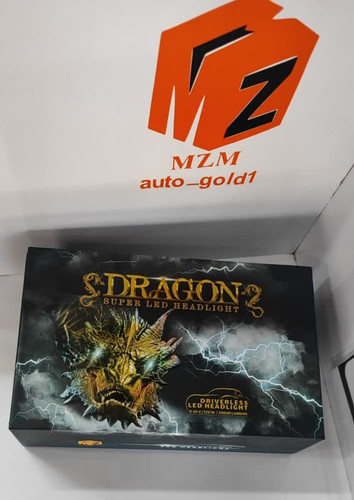 MZ
MZM
auto_gold1
DRAGON
SUPER LED HEADLIGHT
DRIVERLESS
LED HEADLIGHT